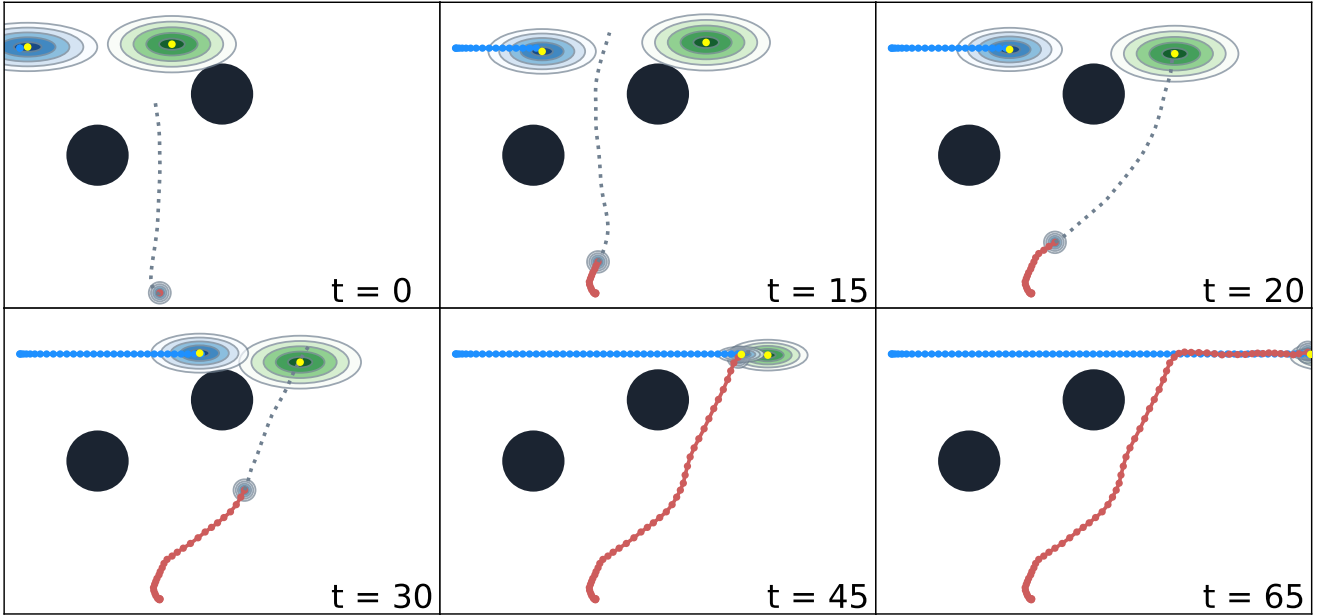 t = 0
t = 15
t = 20
t = 30
t = 45
t = 65